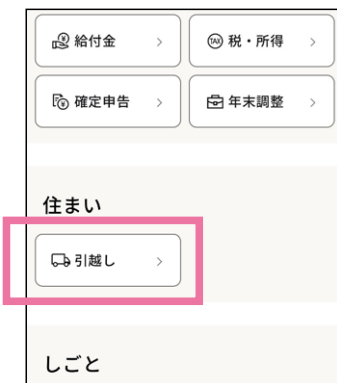 給付金
TAX 税・所得
確定申告
年末調整
住まい
引越し
しごと